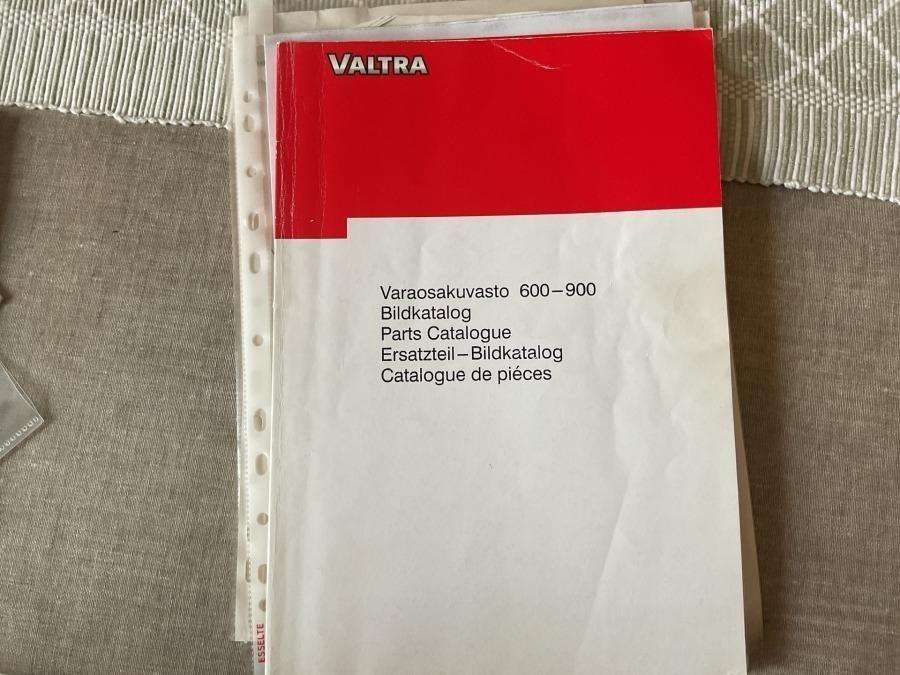 VALTRA
Varaosakuvasto 600–900
Bildkatalog
Parts Catalogue
Ersatzteil–Bildkatalog
Catalogue de piéces
ESSELTE